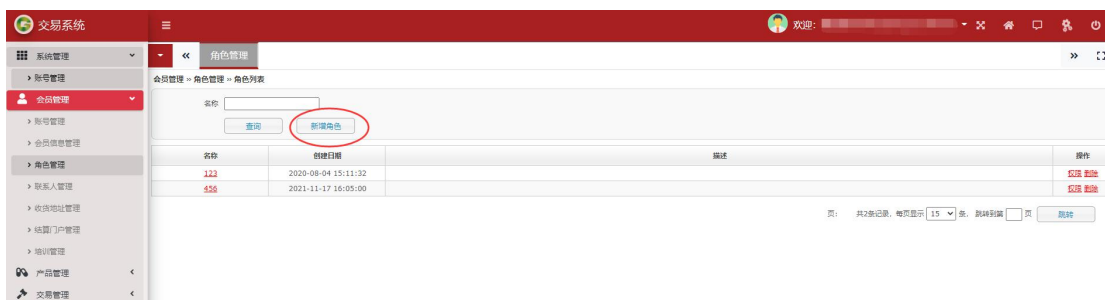 交易系统
欢迎:
系统管理
角色管理
账号管理
会员管理 » 角色管理 » 角色列表
会员管理
名称
账号管理
查询 新增角色
会员信息管理
名称 创建日期 描述 操作
角色管理
123 2020-08-04 15:11:32 权限 删除
联系人管理
456 2021-11-17 16:05:00 权限 删除
收货地址管理
页: 共2条记录, 每页显示 15 条, 跳转到第 页 跳转
结算门户管理
培训管理
产品管理
交易管理